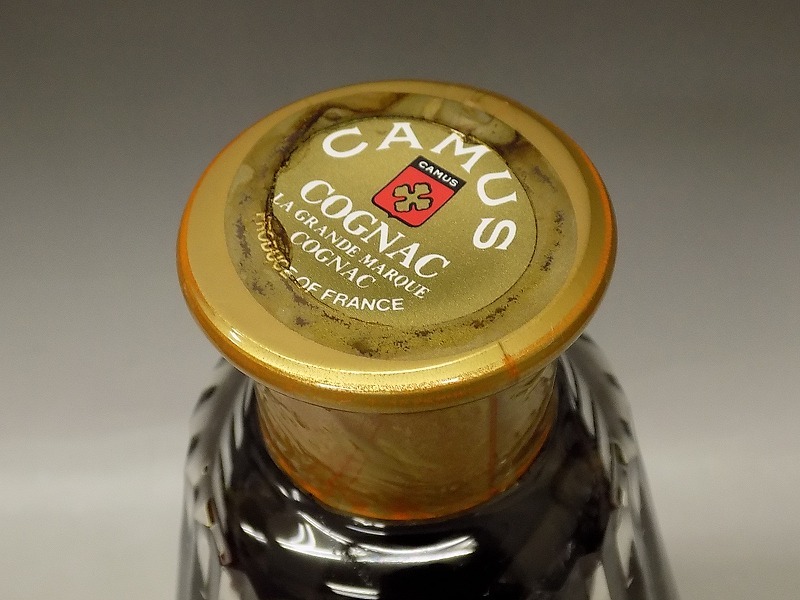 CAMUS
CAMUS
COGNAC
LA GRANDE MARQUE
COGNAC
PRODUCE OF FRANCE